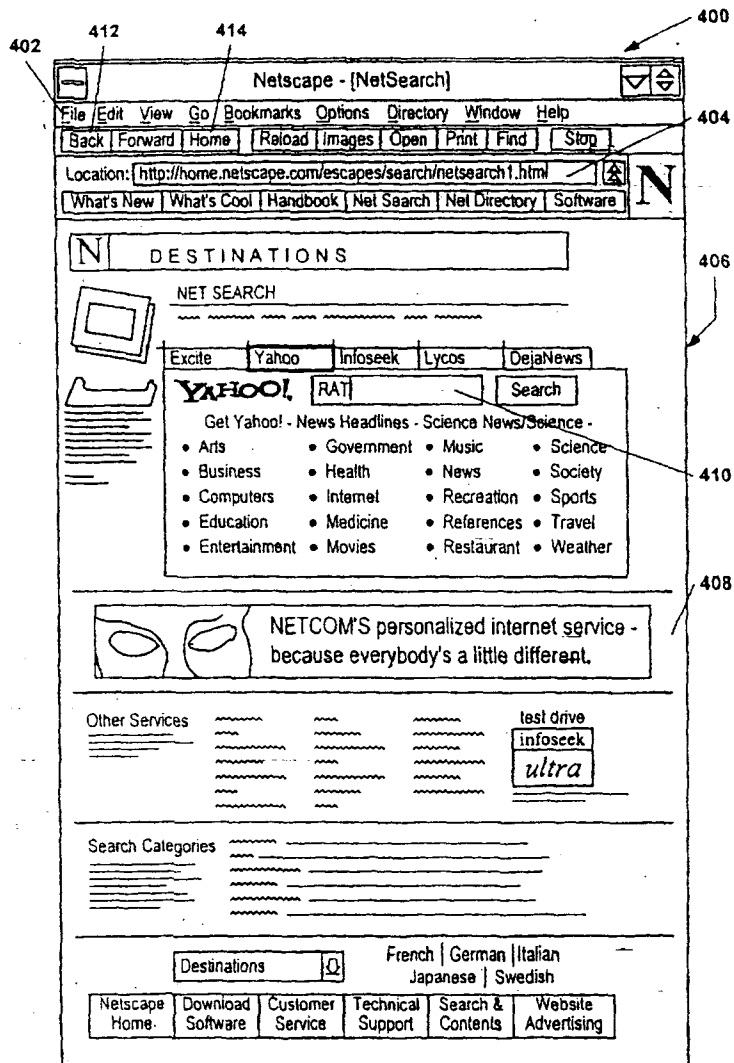 400
402 412 414
Netscape - [NetSearch]
File Edit View Go Bookmarks Options Directory Window Help
Back Forward Home Reload Images Open Print Find Stop
404
Location: http://home.netscape.com/escapes/search/netsearch1.html
N
What's New What's Cool Handbook Net Search Net Directory Software
N DESTINATIONS
406
NET SEARCH
Excite Yahoo Infoseek Lycos DejaNews
YAHOO! RAT Search
Get Yahoo! - News Headlines - Science News/Science -
• Arts • Government • Music • Science
• Business • Health • News • Society
410
• Computers • Internet • Recreation • Sports
• Education • Medicine • References • Travel
• Entertainment • Movies • Restaurant • Weather
408
NETCOM'S personalized internet service -
because everybody's a little different.
Other Services
test drive
infoseek
ultra
Search Categories
Destinations
French | German | Italian
Japanese | Swedish
Netscape Home Download Software Customer Service Technical Support Search & Contents Website Advertising